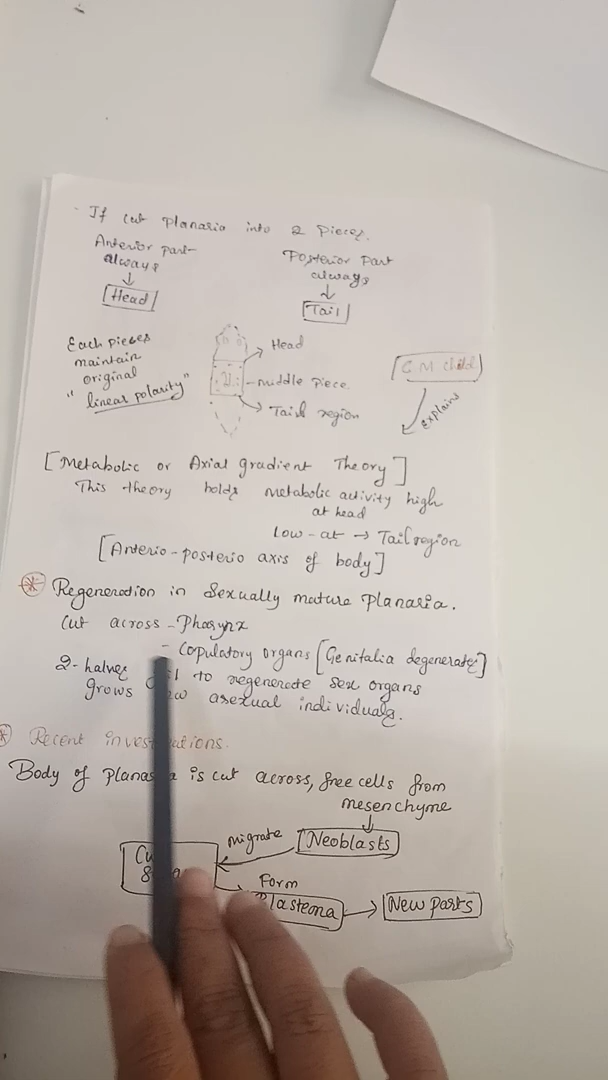 If cut Planaria into 2 Pieces.
Anterior part
always
Head
Posterior Part
always
Tail
Each pieces
maintain
original
"linear polarity"
Head
middle Piece
Tail region
C.M child
explains
[Metabolic or Axial gradient Theory]
This theory holds metabolic activity high
at head
Low-at → Tail region
[Anterio-posterio axis of body]
Regeneration in Sexually mature Planaria.
Cut across - Pharynx
- Copulatory organs [Genitalia degenerate]
2-halves to regenerate sex organs
grows asexual individuals.
Recent
Body of is cut across, free cells from
mesenchyme
Neoblasts
migrate
Form
New parts